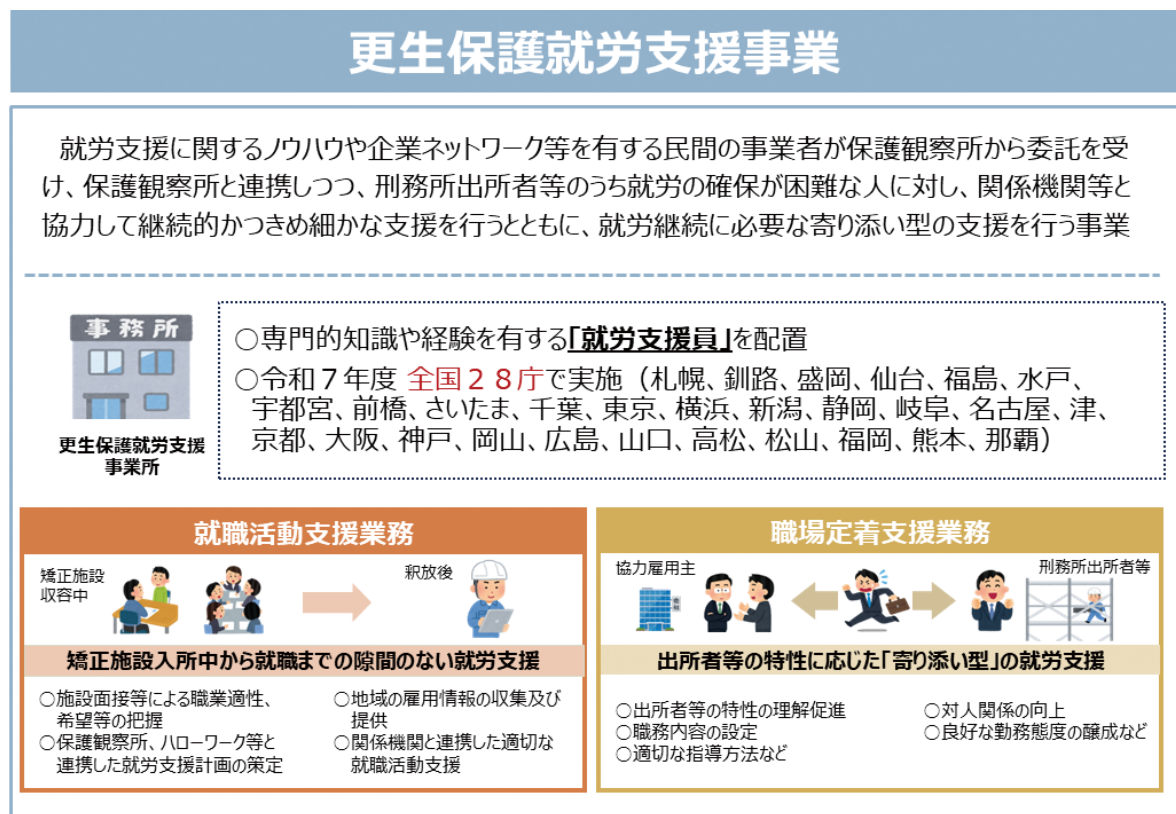 更生保護就労支援事業
就労支援に関するノウハウや企業ネットワーク等を有する民間の事業者が保護観察所から委託を受
け、保護観察所と連携しつつ、刑務所出所者等のうち就労の確保が困難な人に対し、関係機関等と
協力して継続的かつきめ細かな支援を行うとともに、就労継続に必要な寄り添い型の支援を行う事業
事務所
更生保護就労支援
事業所
○専門的知識や経験を有する「就労支援員」を配置
○令和７年度 全国２８庁で実施（札幌、釧路、盛岡、仙台、福島、水戸、
宇都宮、前橋、さいたま、千葉、東京、横浜、新潟、静岡、岐阜、名古屋、津、
京都、大阪、神戸、岡山、広島、山口、高松、松山、福岡、熊本、那覇）
就職活動支援業務
矯正施設
収容中
釈放後
矯正施設入所中から就職までの隙間のない就労支援
○施設面接等による職業適性、
希望等の把握
○保護観察所、ハローワーク等と
連携した就労支援計画の策定
○地域の雇用情報の収集及び
提供
○関係機関と連携した適切な
就職活動支援
職場定着支援業務
協力雇用主
刑務所出所者等
出所者等の特性に応じた「寄り添い型」の就労支援
○出所者等の特性の理解促進
○職務内容の設定
○適切な指導方法など
○対人関係の向上
○良好な勤務態度の醸成など